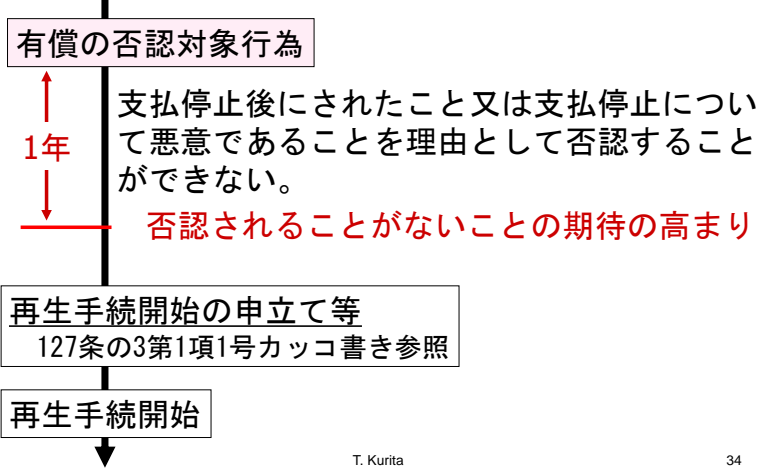 有償の否認対象行為
支払停止後にされたこと又は支払停止につい
て悪意であることを理由として否認すること
ができない。
1年
否認されることがないことの期待の高まり
再生手続開始の申立て等
127条の3第1項1号カッコ書き参照
再生手続開始
T. Kurita
34